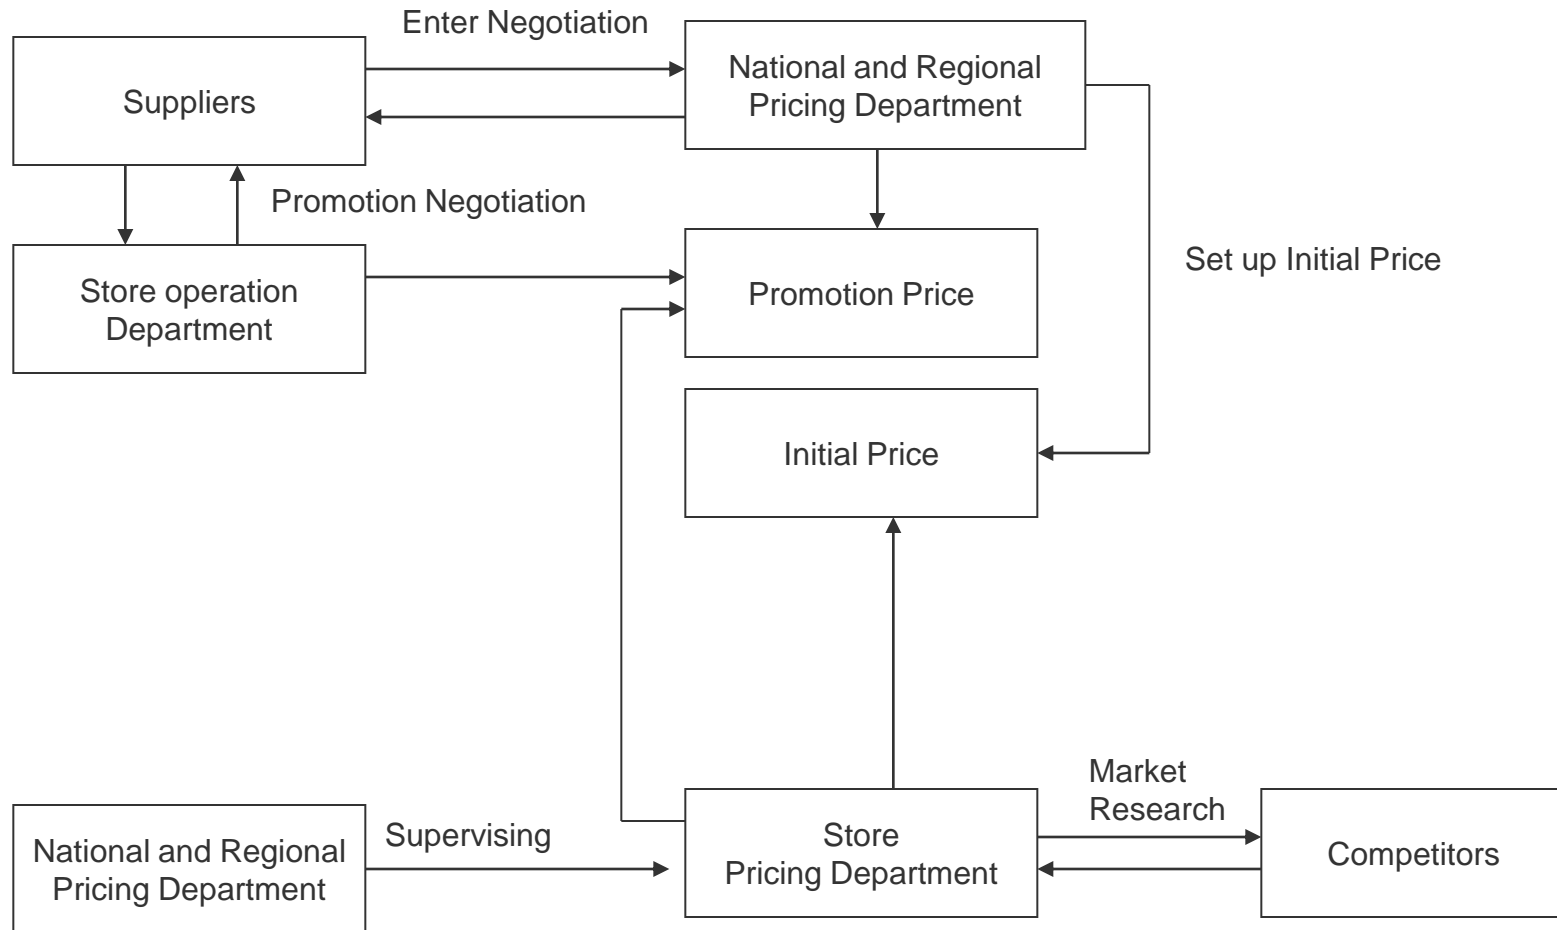 Enter Negotiation
Suppliers
National and Regional
Pricing Department
Promotion Negotiation
Store operation
Department
Promotion Price
Set up Initial Price
Initial Price
Market
Research
National and Regional
Pricing Department
Supervising
Store
Pricing Department
Competitors